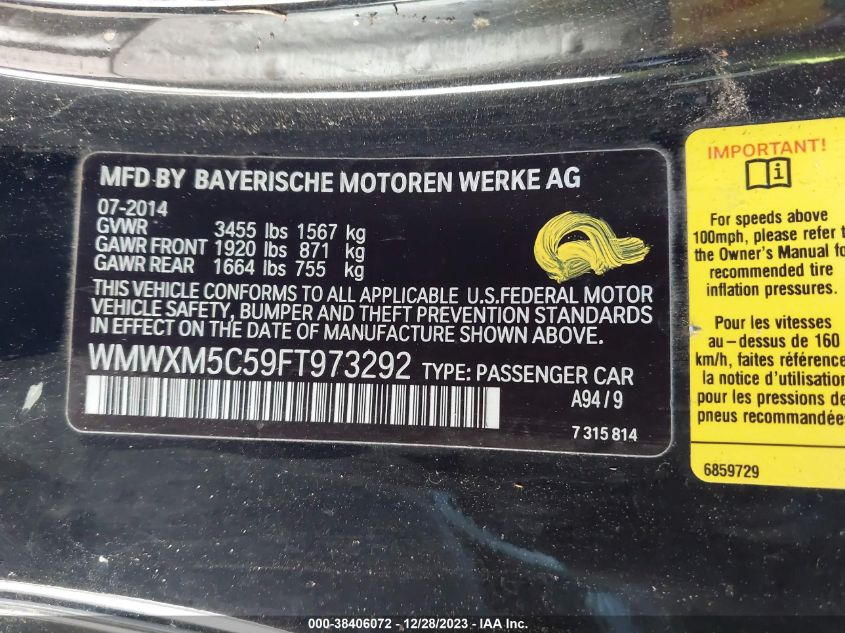 MFD BY BAYERISCHE MOTOREN WERKE AG
07-2014
GVWR 3455 lbs 1567 kg
GAWR FRONT 1920 lbs 871 kg
GAWR REAR 1664 lbs 755 kg
THIS VEHICLE CONFORMS TO ALL APPLICABLE U.S.FEDERAL MOTOR
VEHICLE SAFETY, BUMPER AND THEFT PREVENTION STANDARDS
IN EFFECT ON THE DATE OF MANUFACTURE SHOWN ABOVE.
WMWXM5C59FT973292 TYPE: PASSENGER CAR
A94 / 9
7 315 814
IMPORTANT!
i
For speeds above
100mph, please refer t
the Owner's Manual fo
recommended tire
inflation pressures.
Pour les vitesses
au-dessus de 160
km/h, faites référence
la notice d'utilisation
pour les pressions de
pneus recommandées
6859729
000-38406072 - 12/28/2023 - IAA Inc.